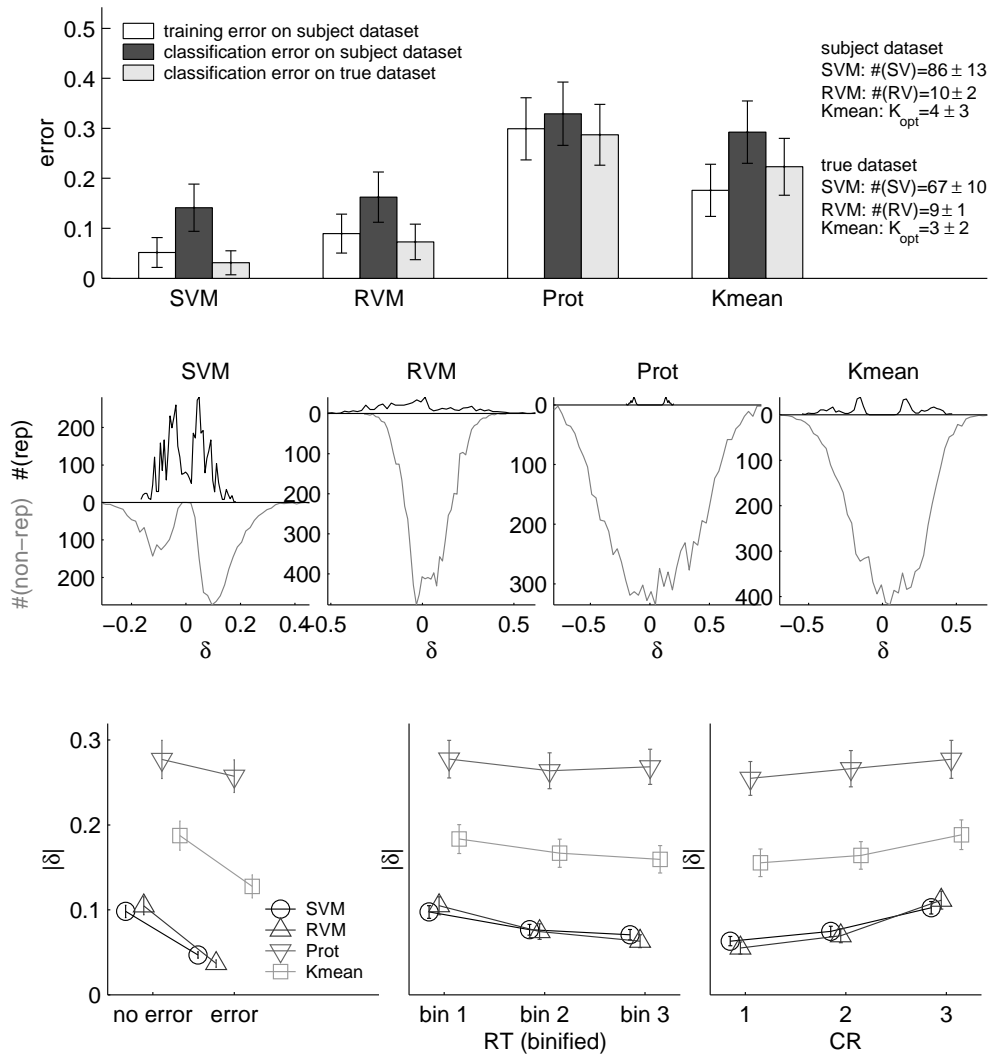 0.5
0.4
0.3
0.2
0.1
0
error
training error on subject dataset
classification error on subject dataset
classification error on true dataset
subject dataset
SVM: #(SV)=86 ± 13
RVM: #(RV)=10 ± 2
Kmean: K_opt=4 ± 3
true dataset
SVM: #(SV)=67 ± 10
RVM: #(RV)=9 ± 1
Kmean: K_opt=3 ± 2
SVM RVM Prot Kmean
SVM
#(non−rep) #(rep)
200
100
0
100
200
−0.2 0 0.2 0.4
δ
RVM
0
100
200
300
400
−0.5 0 0.5
δ
Prot
0
100
200
300
−0.5 0 0.5
δ
Kmean
0
100
200
300
400
−0.5 0 0.5
δ
|δ|
0.3
0.2
0.1
0
SVM
RVM
Prot
Kmean
no error error
|δ|
bin 1 bin 2 bin 3
RT (binified)
|δ|
1 2 3
CR